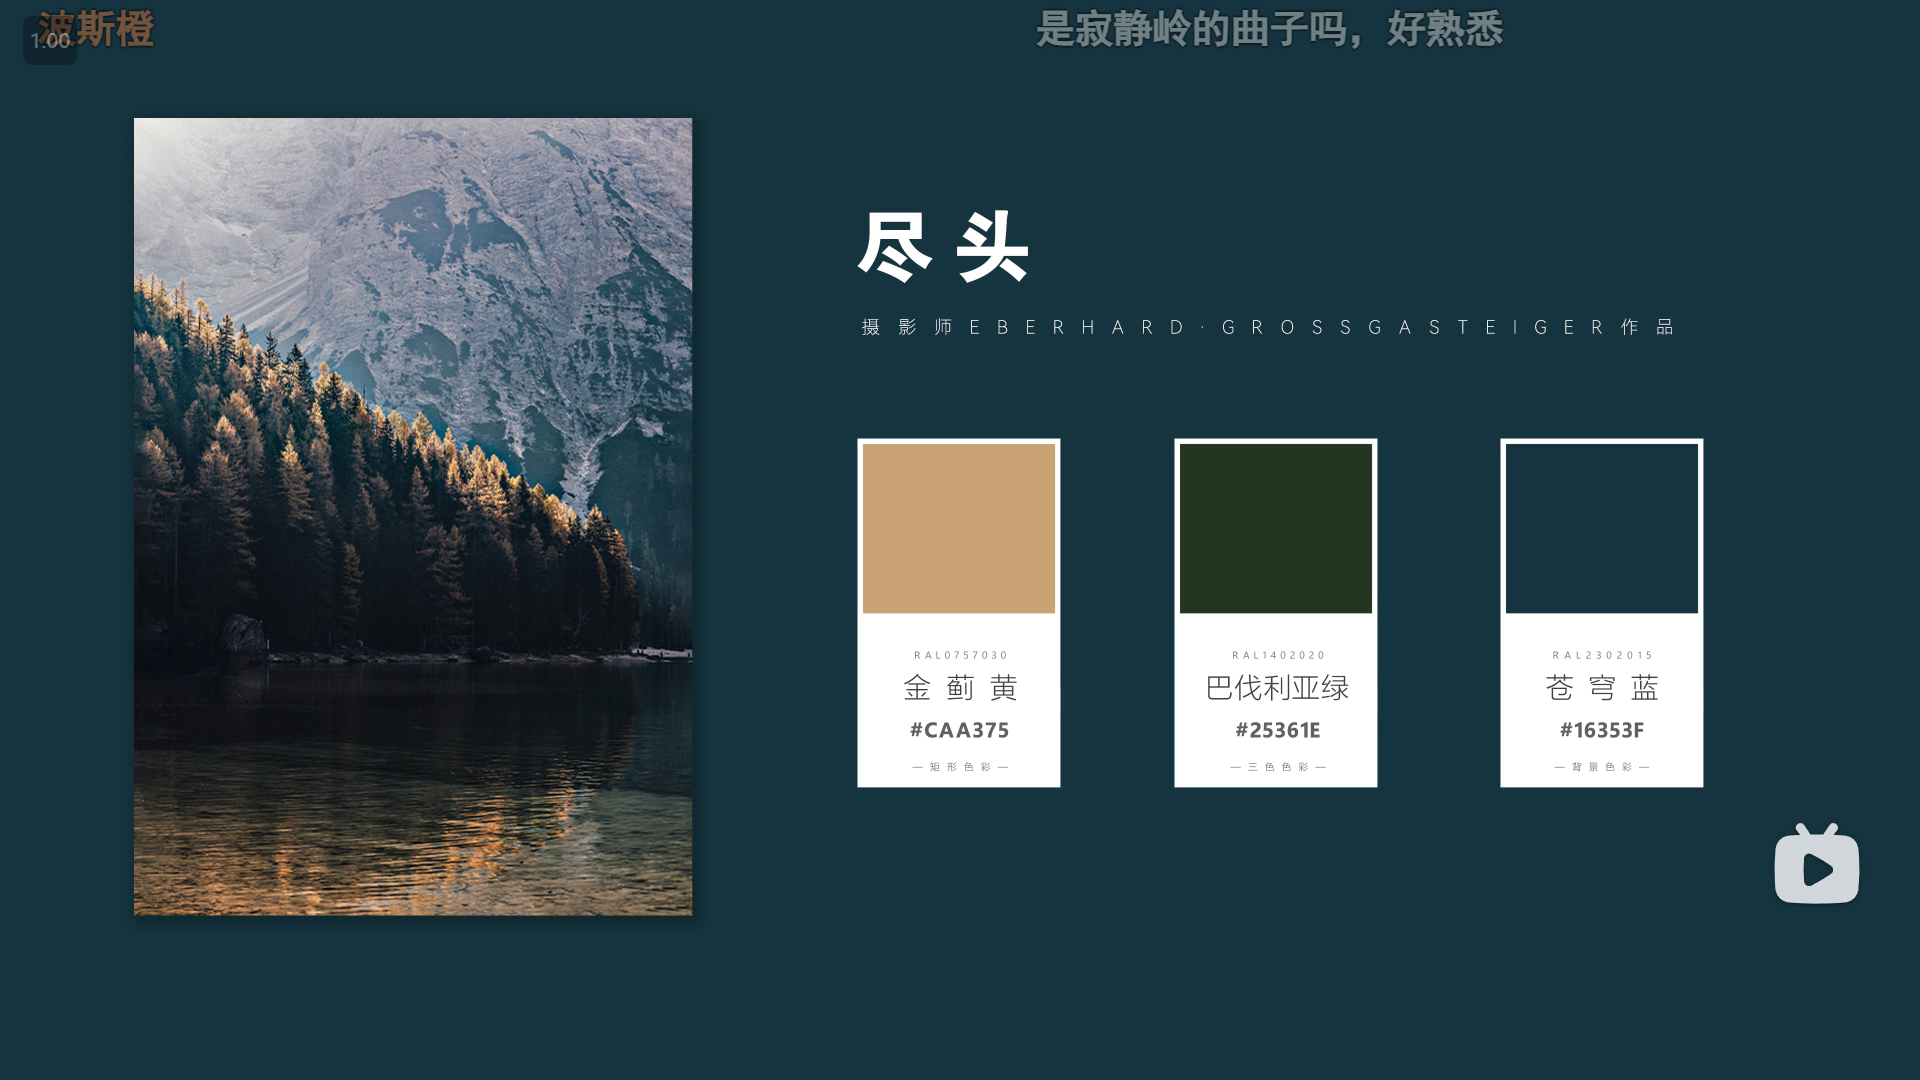 波斯橙
是寂静岭的曲子吗，好熟悉
1.00
尽头
摄影师EBERHARD·GROSSGASTEIGER作品
RAL0757030
金蓟黄
#CAA375
— 矩形色彩 —
RAL1402020
巴伐利亚绿
#25361E
— 三色色彩 —
RAL2302015
苍穹蓝
#16353F
— 背景色彩 —